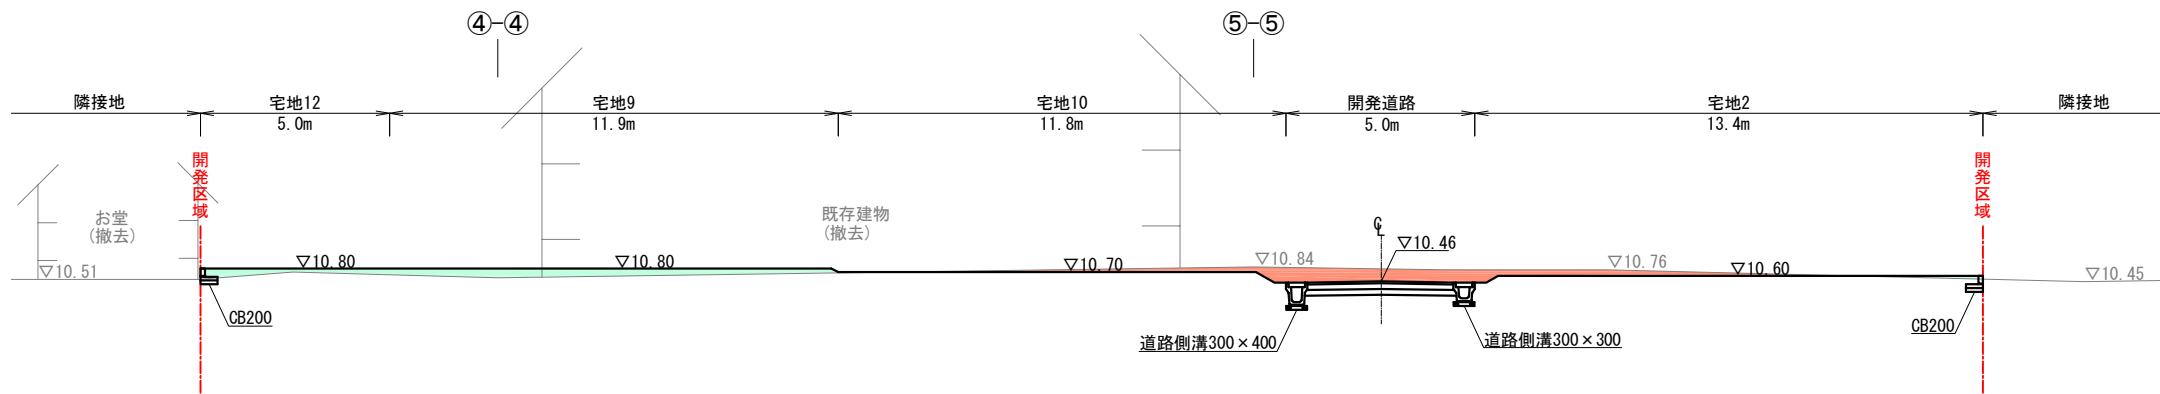 ④-④
⑤-⑤
隣接地
宅地12
宅地9
宅地10
開発道路
宅地2
隣接地
5.0m
11.9m
11.8m
5.0m
13.4m
開発区域
開発区域
お堂
(撤去)
既存建物
(撤去)
℄
▽10.51
▽10.80
▽10.80
▽10.70
▽10.84
▽10.46
▽10.76
▽10.60
▽10.45
CB200
道路側溝300×400
道路側溝300×300
CB200